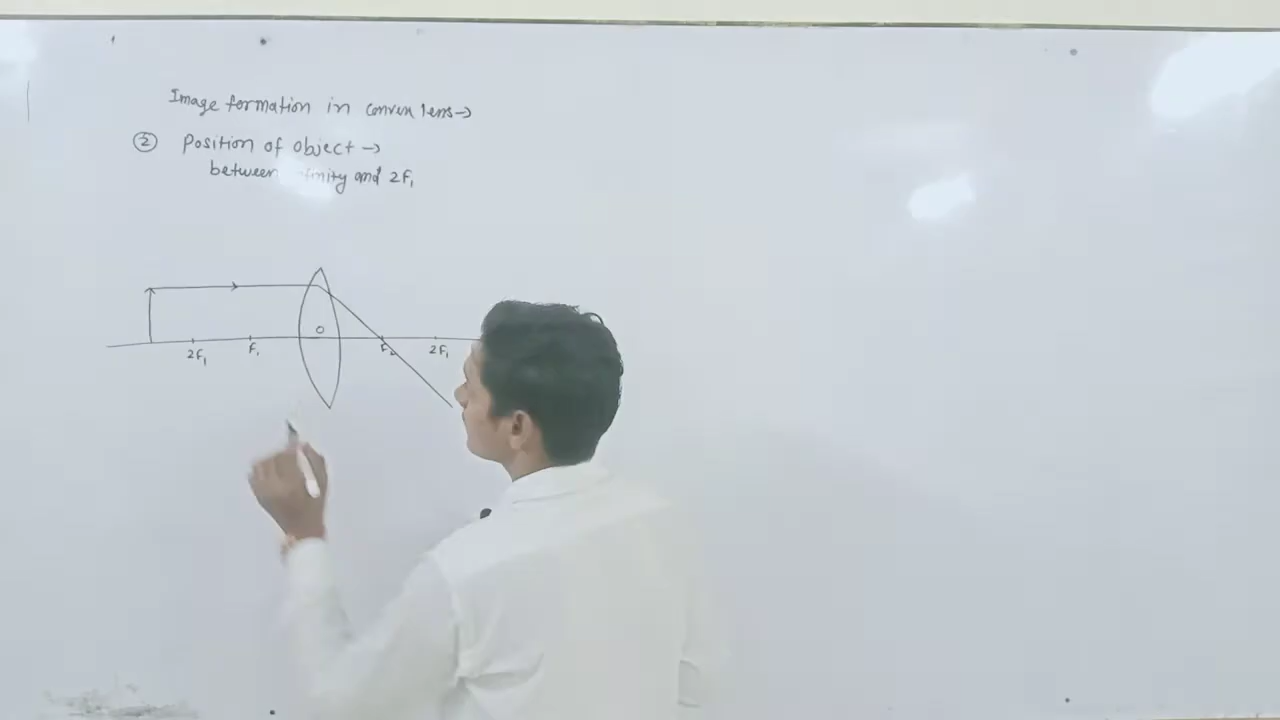 Image formation in convex lens→
② Position of object →
between and 2F₁
O
2F₁ F₁ F₂ 2F₁